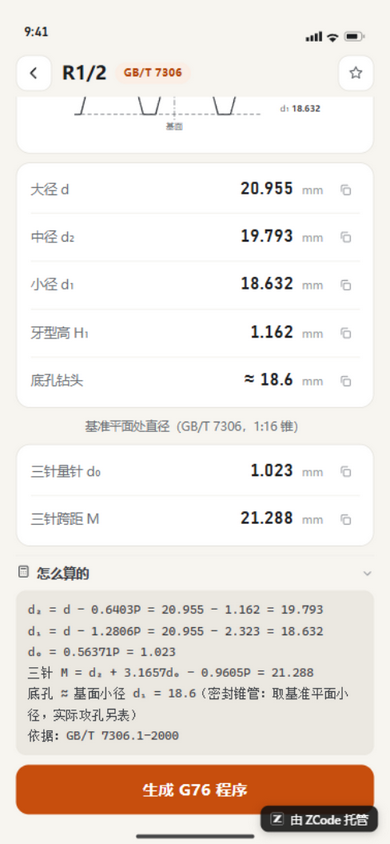 9:41
R1/2 GB/T 7306
d₁ 18.632
基面
大径 d 20.955 mm
中径 d₂ 19.793 mm
小径 d₁ 18.632 mm
牙型高 H₁ 1.162 mm
底孔钻头 ≈ 18.6 mm
基准平面处直径（GB/T 7306，1:16 锥）
三针量针 d₀ 1.023 mm
三针跨距 M 21.288 mm
怎么算的
d₂ = d − 0.6403P = 20.955 − 1.162 = 19.793
d₁ = d − 1.2806P = 20.955 − 2.323 = 18.632
d₀ = 0.56371P = 1.023
三针 M = d₂ + 3.1657d₀ − 0.9605P = 21.288
底孔 ≈ 基面小径 d₁ = 18.6（密封锥管：取基准平面小
径，实际攻孔另表）
依据：GB/T 7306.1-2000
生成 G76 程序
由 ZCode 托管